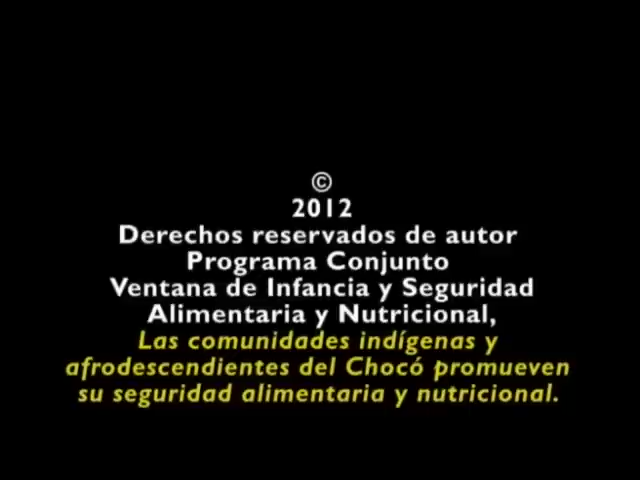 ©
2012
Derechos reservados de autor
Programa Conjunto
Ventana de Infancia y Seguridad
Alimentaria y Nutricional,
Las comunidades indígenas y
afrodescendientes del Chocó promueven
su seguridad alimentaria y nutricional.